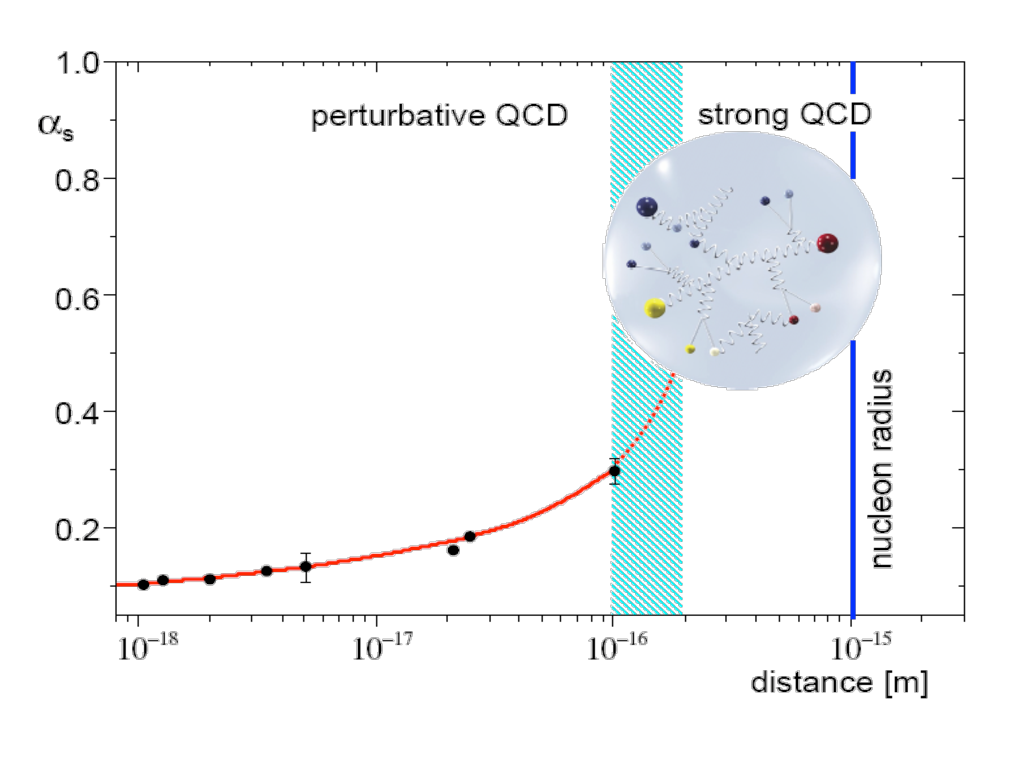 1.0
0.8
0.6
0.4
0.2
αs
perturbative QCD
strong QCD
nucleon radius
10⁻¹⁸
10⁻¹⁷
10⁻¹⁶
10⁻¹⁵
distance [m]